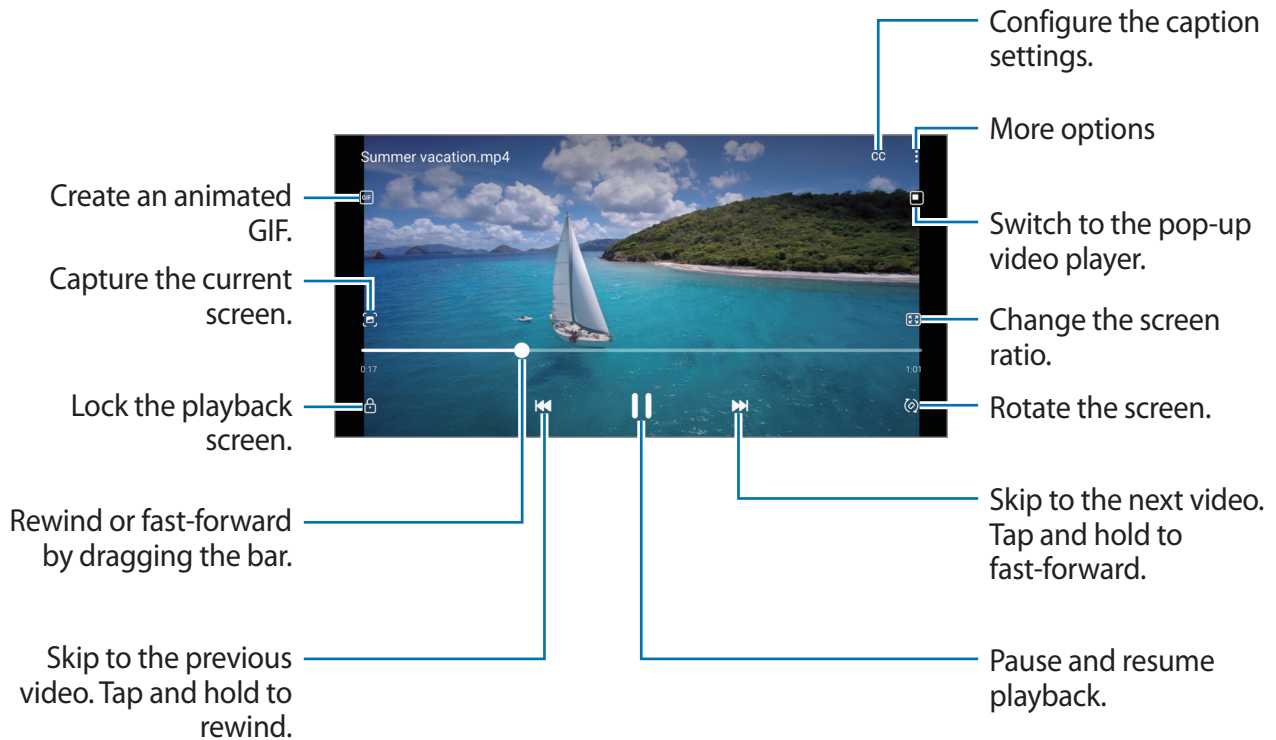 Configure the caption
settings.
More options
Summer vacation.mp4
CC
Create an animated
GIF.
GIF
Switch to the pop-up
video player.
Capture the current
screen.
Change the screen
ratio.
0:17
1:01
Lock the playback
screen.
Rotate the screen.
Rewind or fast-forward
by dragging the bar.
Skip to the next video.
Tap and hold to
fast-forward.
Skip to the previous
video. Tap and hold to
rewind.
Pause and resume
playback.